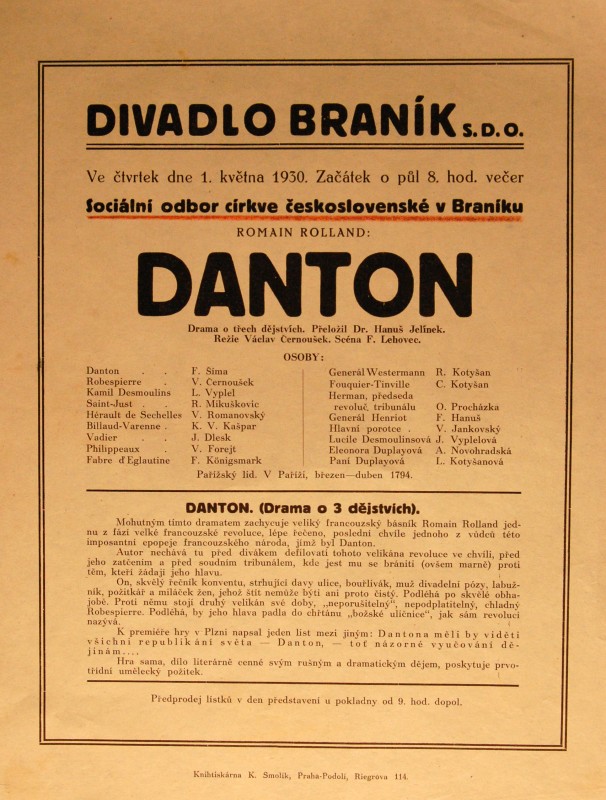 DIVADLO BRANÍK S.D.O.
Ve čtvrtek dne 1. května 1930. Začátek o půl 8. hod. večer
Sociální odbor církve československé v Braníku
ROMAIN ROLLAND:
DANTON
Drama o třech dějstvích. Přeložil Dr. Hanuš Jelínek.
Režie Václav Černoušek. Scéna F. Lehovec.
OSOBY:
Danton . . F. Šíma
Robespierre . V. Černoušek
Kamil Desmoulins L. Vyplel
Saint-Just . . R. Mikuškovic
Hérault de Sechelles V. Romanovský
Billaud-Varenne . K. V. Kašpar
Vadier . . J. Dlesk
Philippeaux . V. Forejt
Fabre d'Eglautine F. Königsmark
Generál Westermann R. Kotyšan
Fouquier-Tinville C. Kotyšan
Herman, předseda
revoluč. tribunálu O. Procházka
Generál Henriot F. Hanuš
Hlavní porotce . V. Jankovský
Lucile Desmoulinsová J. Vyplelová
Eleonora Duplayová A. Novohradská
Paní Duplayová L. Kotyšanová
Pařížský lid. V Paříži, březen—duben 1794.
DANTON. (Drama o 3 dějstvích).
Mohutným tímto dramatem zachycuje veliký francouzský básník Romain Rolland jed-
nu z fází velké francouzské revoluce, lépe řečeno, poslední chvíle jednoho z vůdců této
imposantní epopeje francouzského národa, jímž byl Danton.
Autor nechává tu před divákem defilovati tohoto velikána revoluce ve chvíli, před
jeho zatčením a před soudním tribunálem, kde jest mu se brániti (ovšem marně) proti
těm, kteří žádají jeho hlavu.
On, skvělý řečník konventu, strhující davy ulice, bouřlivák, muž divadelní pózy, labuž-
ník, požitkář a miláček žen, jehož štít nemůže býti ani proto čistý. Podléhá po skvělé obha-
jobě. Proti němu stojí druhý velikán své doby, „neporušitelný", nepodplatitelný, chladný
Robespierre. Podléhá, by jeho hlava padla do chřtánu „božské uličnice", jak sám revoluci
nazývá.
K premiéře hry v Plzni napsal jeden list mezi jiným: Dantona měli by viděti
všichni republikáni světa — Danton, — toť názorné vyučování dě-
jinám....
Hra sama, dílo literárně cenné svým rušným a dramatickým dějem, poskytuje prvo-
třídní umělecký požitek.
Předprodej lístků v den představení u pokladny od 9. hod. dopol.
Knihtiskárna K. Smolík, Praha-Podolí, Riegrova 114.